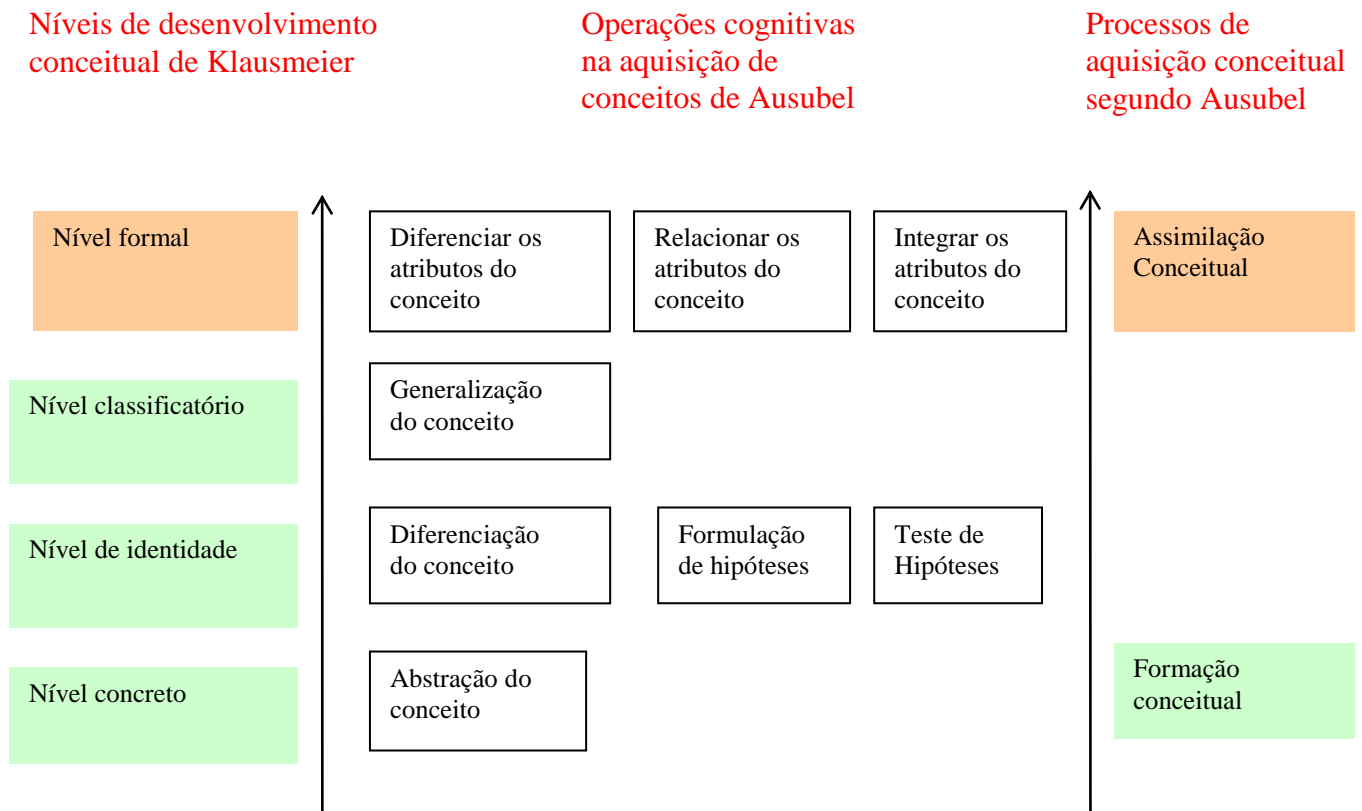 Níveis de desenvolvimento
conceitual de Klausmeier
Operações cognitivas
na aquisição de
conceitos de Ausubel
Processos de
aquisição conceitual
segundo Ausubel
Nível formal
Diferenciar os
atributos do
conceito
Relacionar os
atributos do
conceito
Integrar os
atributos do
conceito
Assimilação
Conceitual
Nível classificatório
Generalização
do conceito
Nível de identidade
Diferenciação
do conceito
Formulação
de hipóteses
Teste de
Hipóteses
Nível concreto
Abstração do
conceito
Formação
conceitual